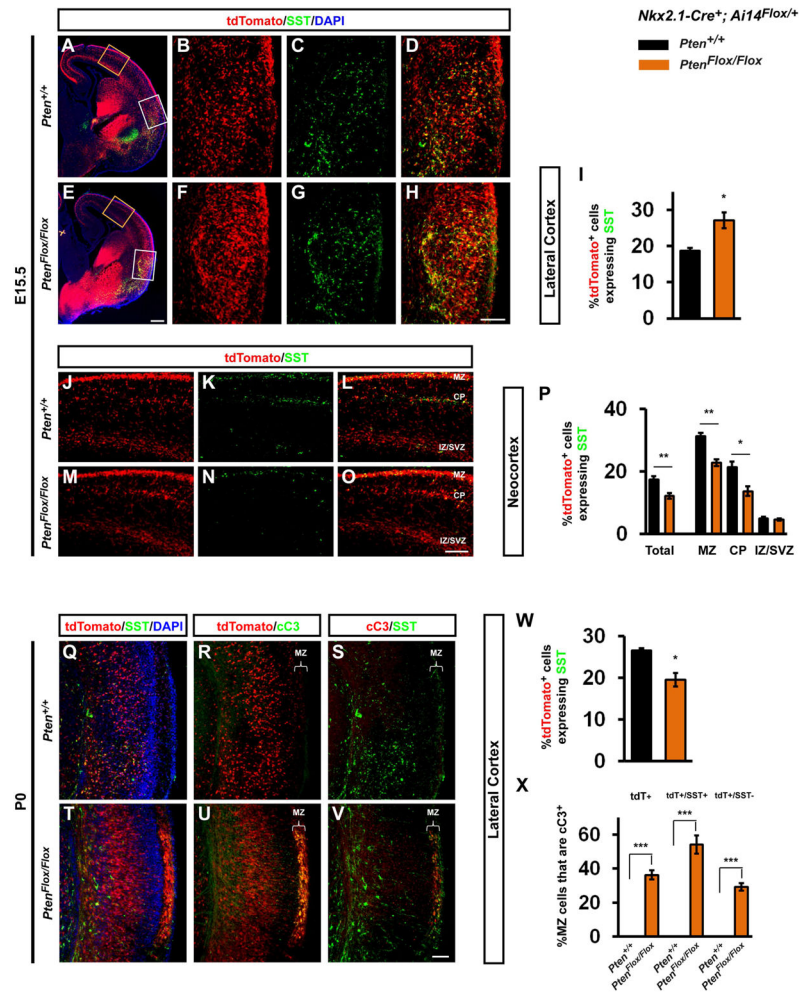 tdTomato/SST/DAPI
Nkx2.1-Cre+; Ai14Flox/+
Pten+/+
PtenFlox/Flox
E15.5
Pten+/+
A
B
C
D
PtenFlox/Flox
E
F
G
H
Lateral Cortex
I
%tdTomato+ cells
expressing SST
30
20
10
0
*
tdTomato/SST
Pten+/+
J
K
L
MZ
CP
IZ/SVZ
PtenFlox/Flox
M
N
O
MZ
CP
IZ/SVZ
Neocortex
P
%tdTomato+ cells
expressing SST
40
20
0
**
**
*
Total MZ CP IZ/SVZ
P0
tdTomato/SST/DAPI
tdTomato/cC3
cC3/SST
Pten+/+
Q
R
MZ
S
MZ
PtenFlox/Flox
T
U
MZ
V
MZ
Lateral Cortex
W
%tdTomato+ cells
expressing SST
30
20
10
0
*
X
tdT+ tdT+/SST+ tdT+/SST-
%MZ cells that are cC3+
60
40
20
0
***
***
***
Pten+/+
PtenFlox/Flox
Pten+/+
PtenFlox/Flox
Pten+/+
PtenFlox/Flox